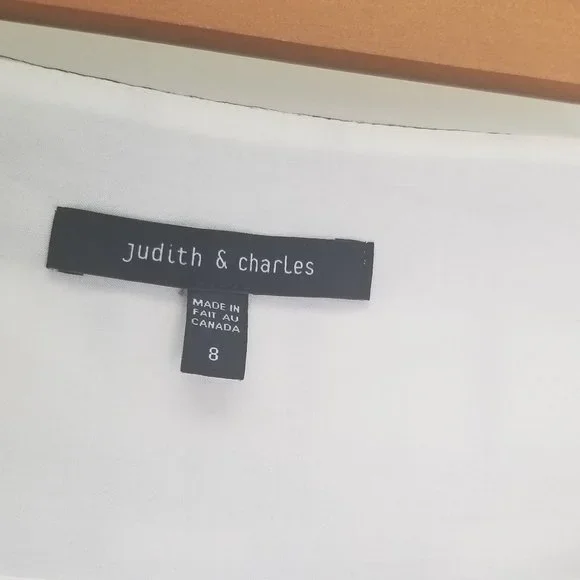 judith & charles
MADE IN
FAIT AU
CANADA
8